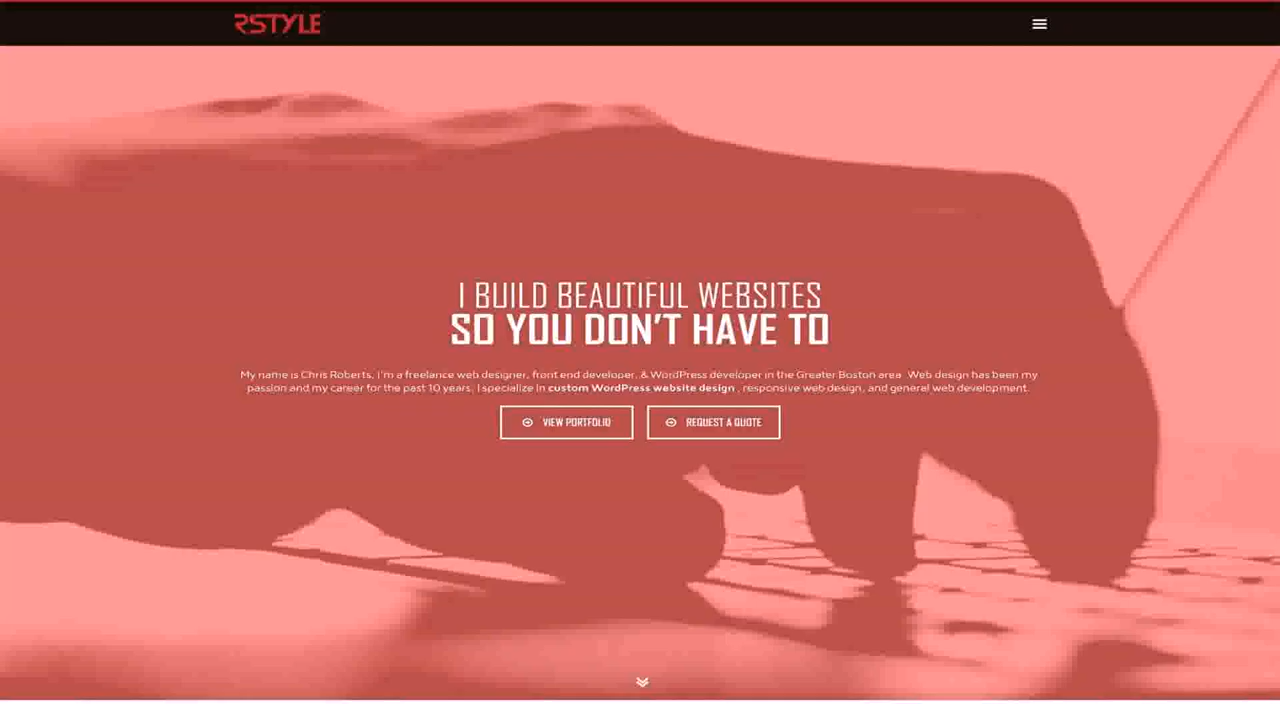 RSTYLE
I BUILD BEAUTIFUL WEBSITES
SO YOU DON'T HAVE TO
My name is Chris Roberts, I'm a freelance web designer, front end developer, & WordPress developer in the Greater Boston area. Web design has been my
passion and my career for the past 10 years. I specialize in custom WordPress website design , responsive web design, and general web development.
VIEW PORTFOLIO
REQUEST A QUOTE